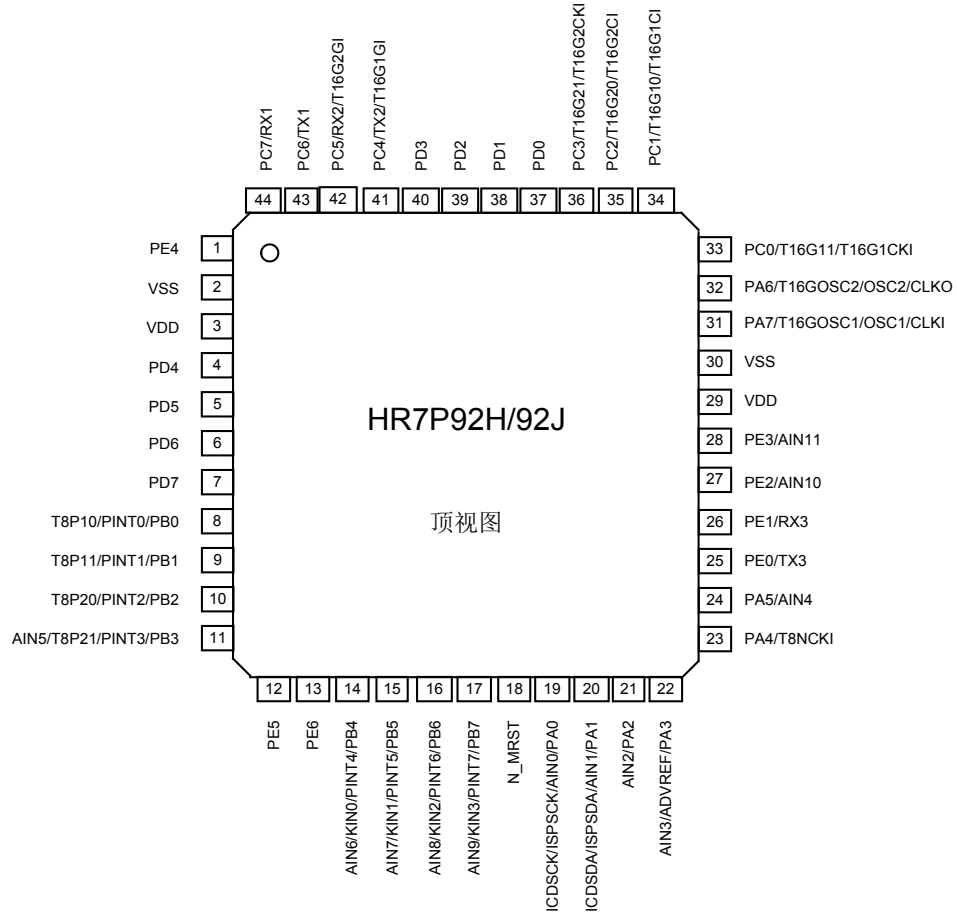 PC7/RX1
PC6/TX1
PC5/RX2/T16G2GI
PC4/TX2/T16G1GI
PD3
PD2
PD1
PD0
PC3/T16G21/T16G2CKI
PC2/T16G20/T16G2CI
PC1/T16G10/T16G1CI
44 43 42 41 40 39 38 37 36 35 34
PE4 1
VSS 2
VDD 3
PD4 4
PD5 5
PD6 6
PD7 7
T8P10/PINT0/PB0 8
T8P11/PINT1/PB1 9
T8P20/PINT2/PB2 10
AIN5/T8P21/PINT3/PB3 11
HR7P92H/92J
顶视图
33 PC0/T16G11/T16G1CKI
32 PA6/T16GOSC2/OSC2/CLKO
31 PA7/T16GOSC1/OSC1/CLKI
30 VSS
29 VDD
28 PE3/AIN11
27 PE2/AIN10
26 PE1/RX3
25 PE0/TX3
24 PA5/AIN4
23 PA4/T8NCKI
12 13 14 15 16 17 18 19 20 21 22
PE5
PE6
AIN6/KIN0/PINT4/PB4
AIN7/KIN1/PINT5/PB5
AIN8/KIN2/PINT6/PB6
AIN9/KIN3/PINT7/PB7
N_MRST
ICDSCK/ISPSCK/AIN0/PA0
ICDSDA/ISPSDA/AIN1/PA1
AIN2/PA2
AIN3/ADVREF/PA3